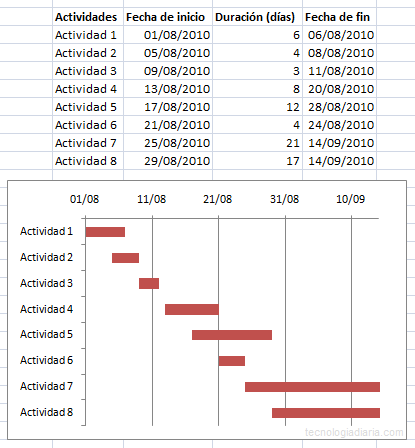 Actividades Fecha de inicio Duración (días) Fecha de fin
Actividad 1 01/08/2010 6 06/08/2010
Actividad 2 05/08/2010 4 08/08/2010
Actividad 3 09/08/2010 3 11/08/2010
Actividad 4 13/08/2010 8 20/08/2010
Actividad 5 17/08/2010 12 28/08/2010
Actividad 6 21/08/2010 4 24/08/2010
Actividad 7 25/08/2010 21 14/09/2010
Actividad 8 29/08/2010 17 14/09/2010
01/08 11/08 21/08 31/08 10/09
Actividad 1
Actividad 2
Actividad 3
Actividad 4
Actividad 5
Actividad 6
Actividad 7
Actividad 8
tecnologiadiaria.com